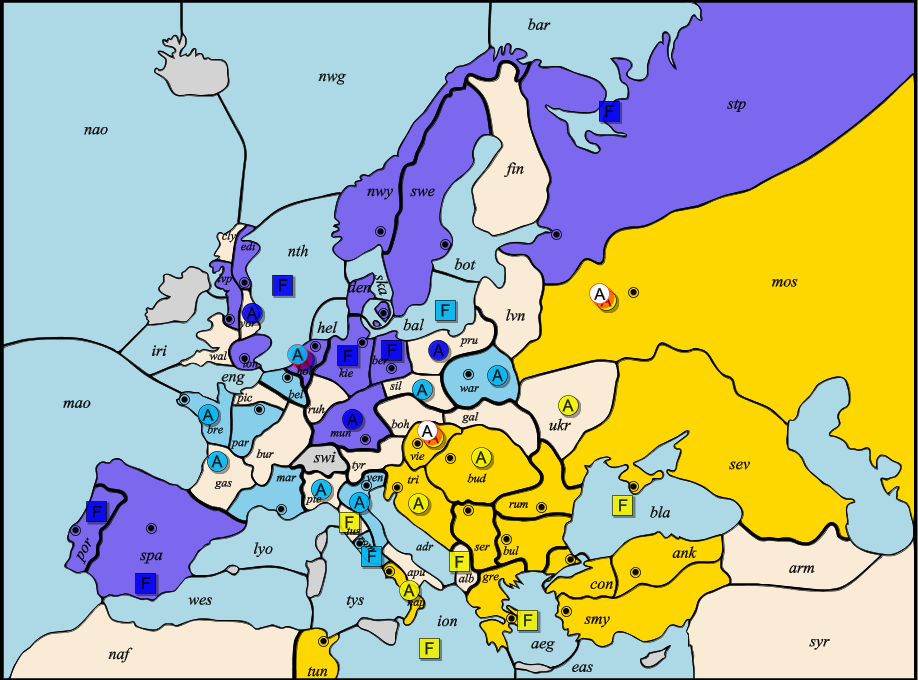 bar
nwg
stp
nao
fin
nwy
swe
cly
edi
nth
bot
mos
lvp
den
ska
F
F
F
lvn
A
A
yor
hel
bal
iri
wal
lon
A
kie
F
ber
F
A
pru
eng
hol
mao
pic
bel
ruh
sil
A
war
A
bre
A
par
mun
A
boh
gal
ukr
A
bur
swi
tyr
vie
A
gas
A
mar
pie
A
ven
A
tri
A
bud
A
sev
por
F
spa
F
lyo
tus
F
F
adr
rum
bla
F
ser
bul
ank
wes
tys
apu
alb
F
gre
con
arm
nap
A
smy
ion
aeg
F
naf
tun
F
eas
syr